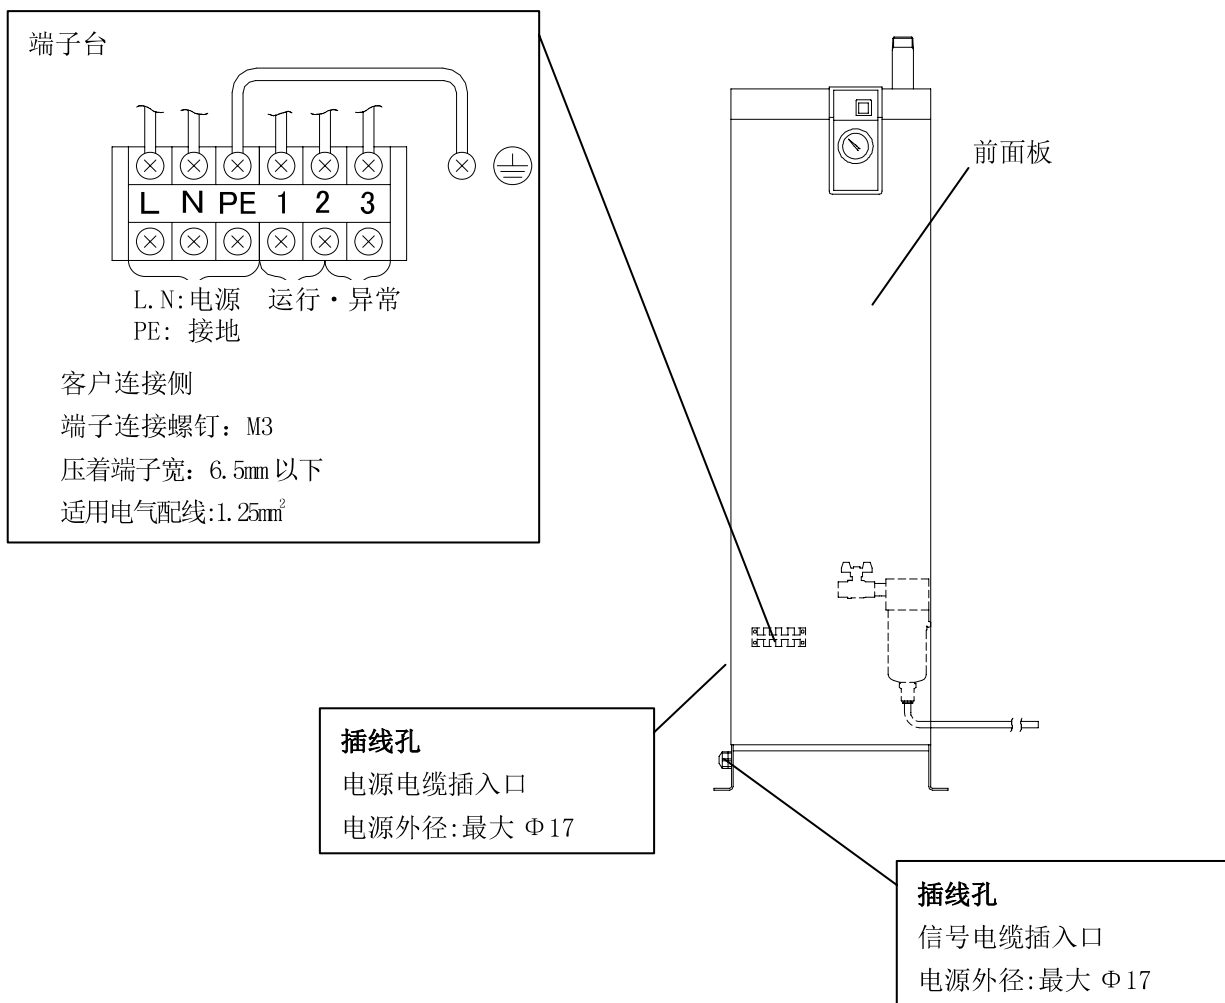 端子台
L N PE 1 2 3
L.N:电源 运行·异常
PE: 接地
客户连接侧
端子连接螺钉: M3
压着端子宽: 6.5mm 以下
适用电气配线:1.25mm²
前面板
插线孔
电源电缆插入口
电源外径:最大 Φ17
插线孔
信号电缆插入口
电源外径:最大 Φ17